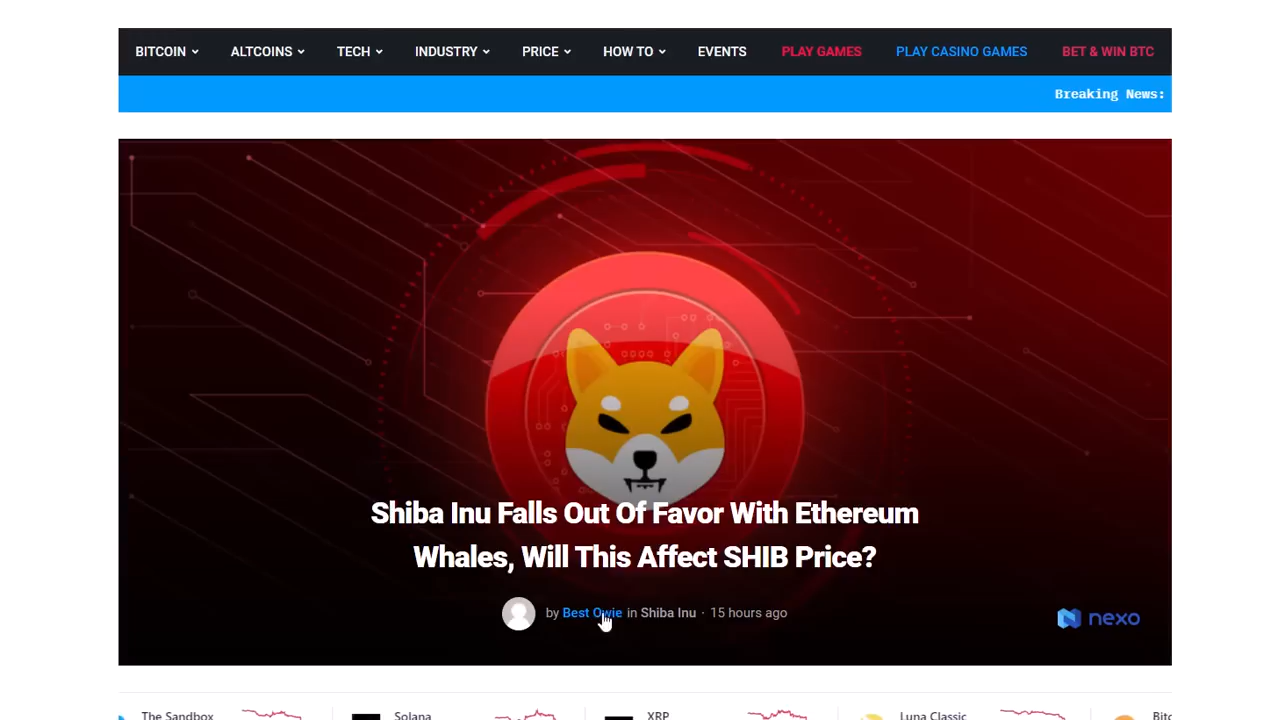 BITCOIN ALTCOINS TECH INDUSTRY PRICE HOW TO EVENTS PLAY GAMES PLAY CASINO GAMES BET & WIN BTC
Breaking News:
Shiba Inu Falls Out Of Favor With Ethereum
Whales, Will This Affect SHIB Price?
by Best Owie in Shiba Inu · 15 hours ago
nexo
The Sandbox Solana XRP Luna Classic Bitc